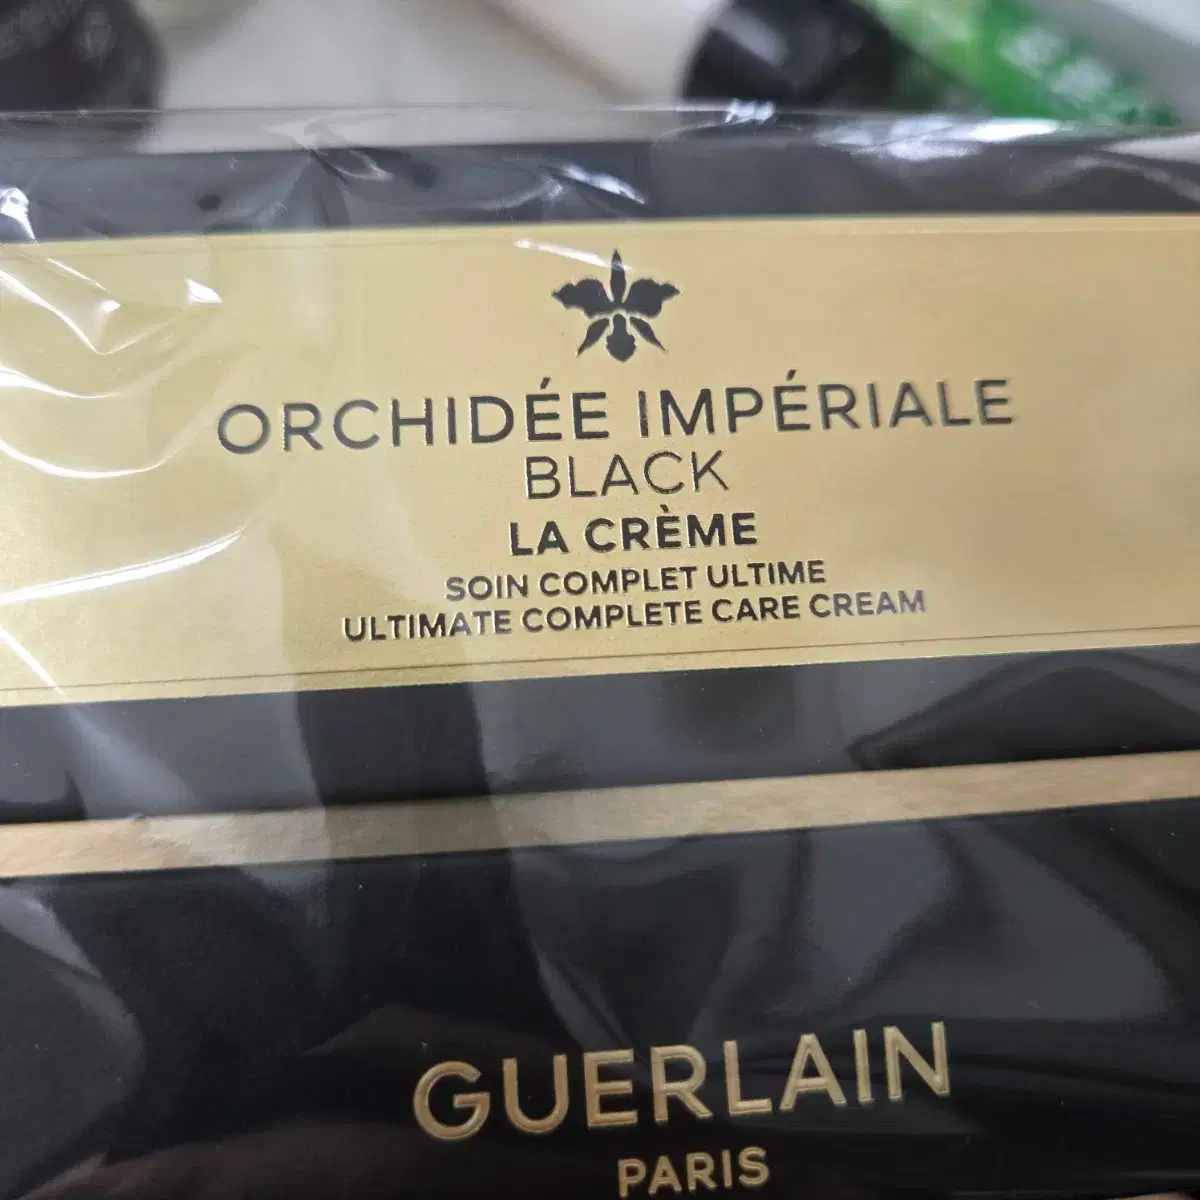 ORCHIDÉE IMPÉRIALE
BLACK
LA CRÈME
SOIN COMPLET ULTIME
ULTIMATE COMPLETE CARE CREAM
GUERLAIN
PARIS